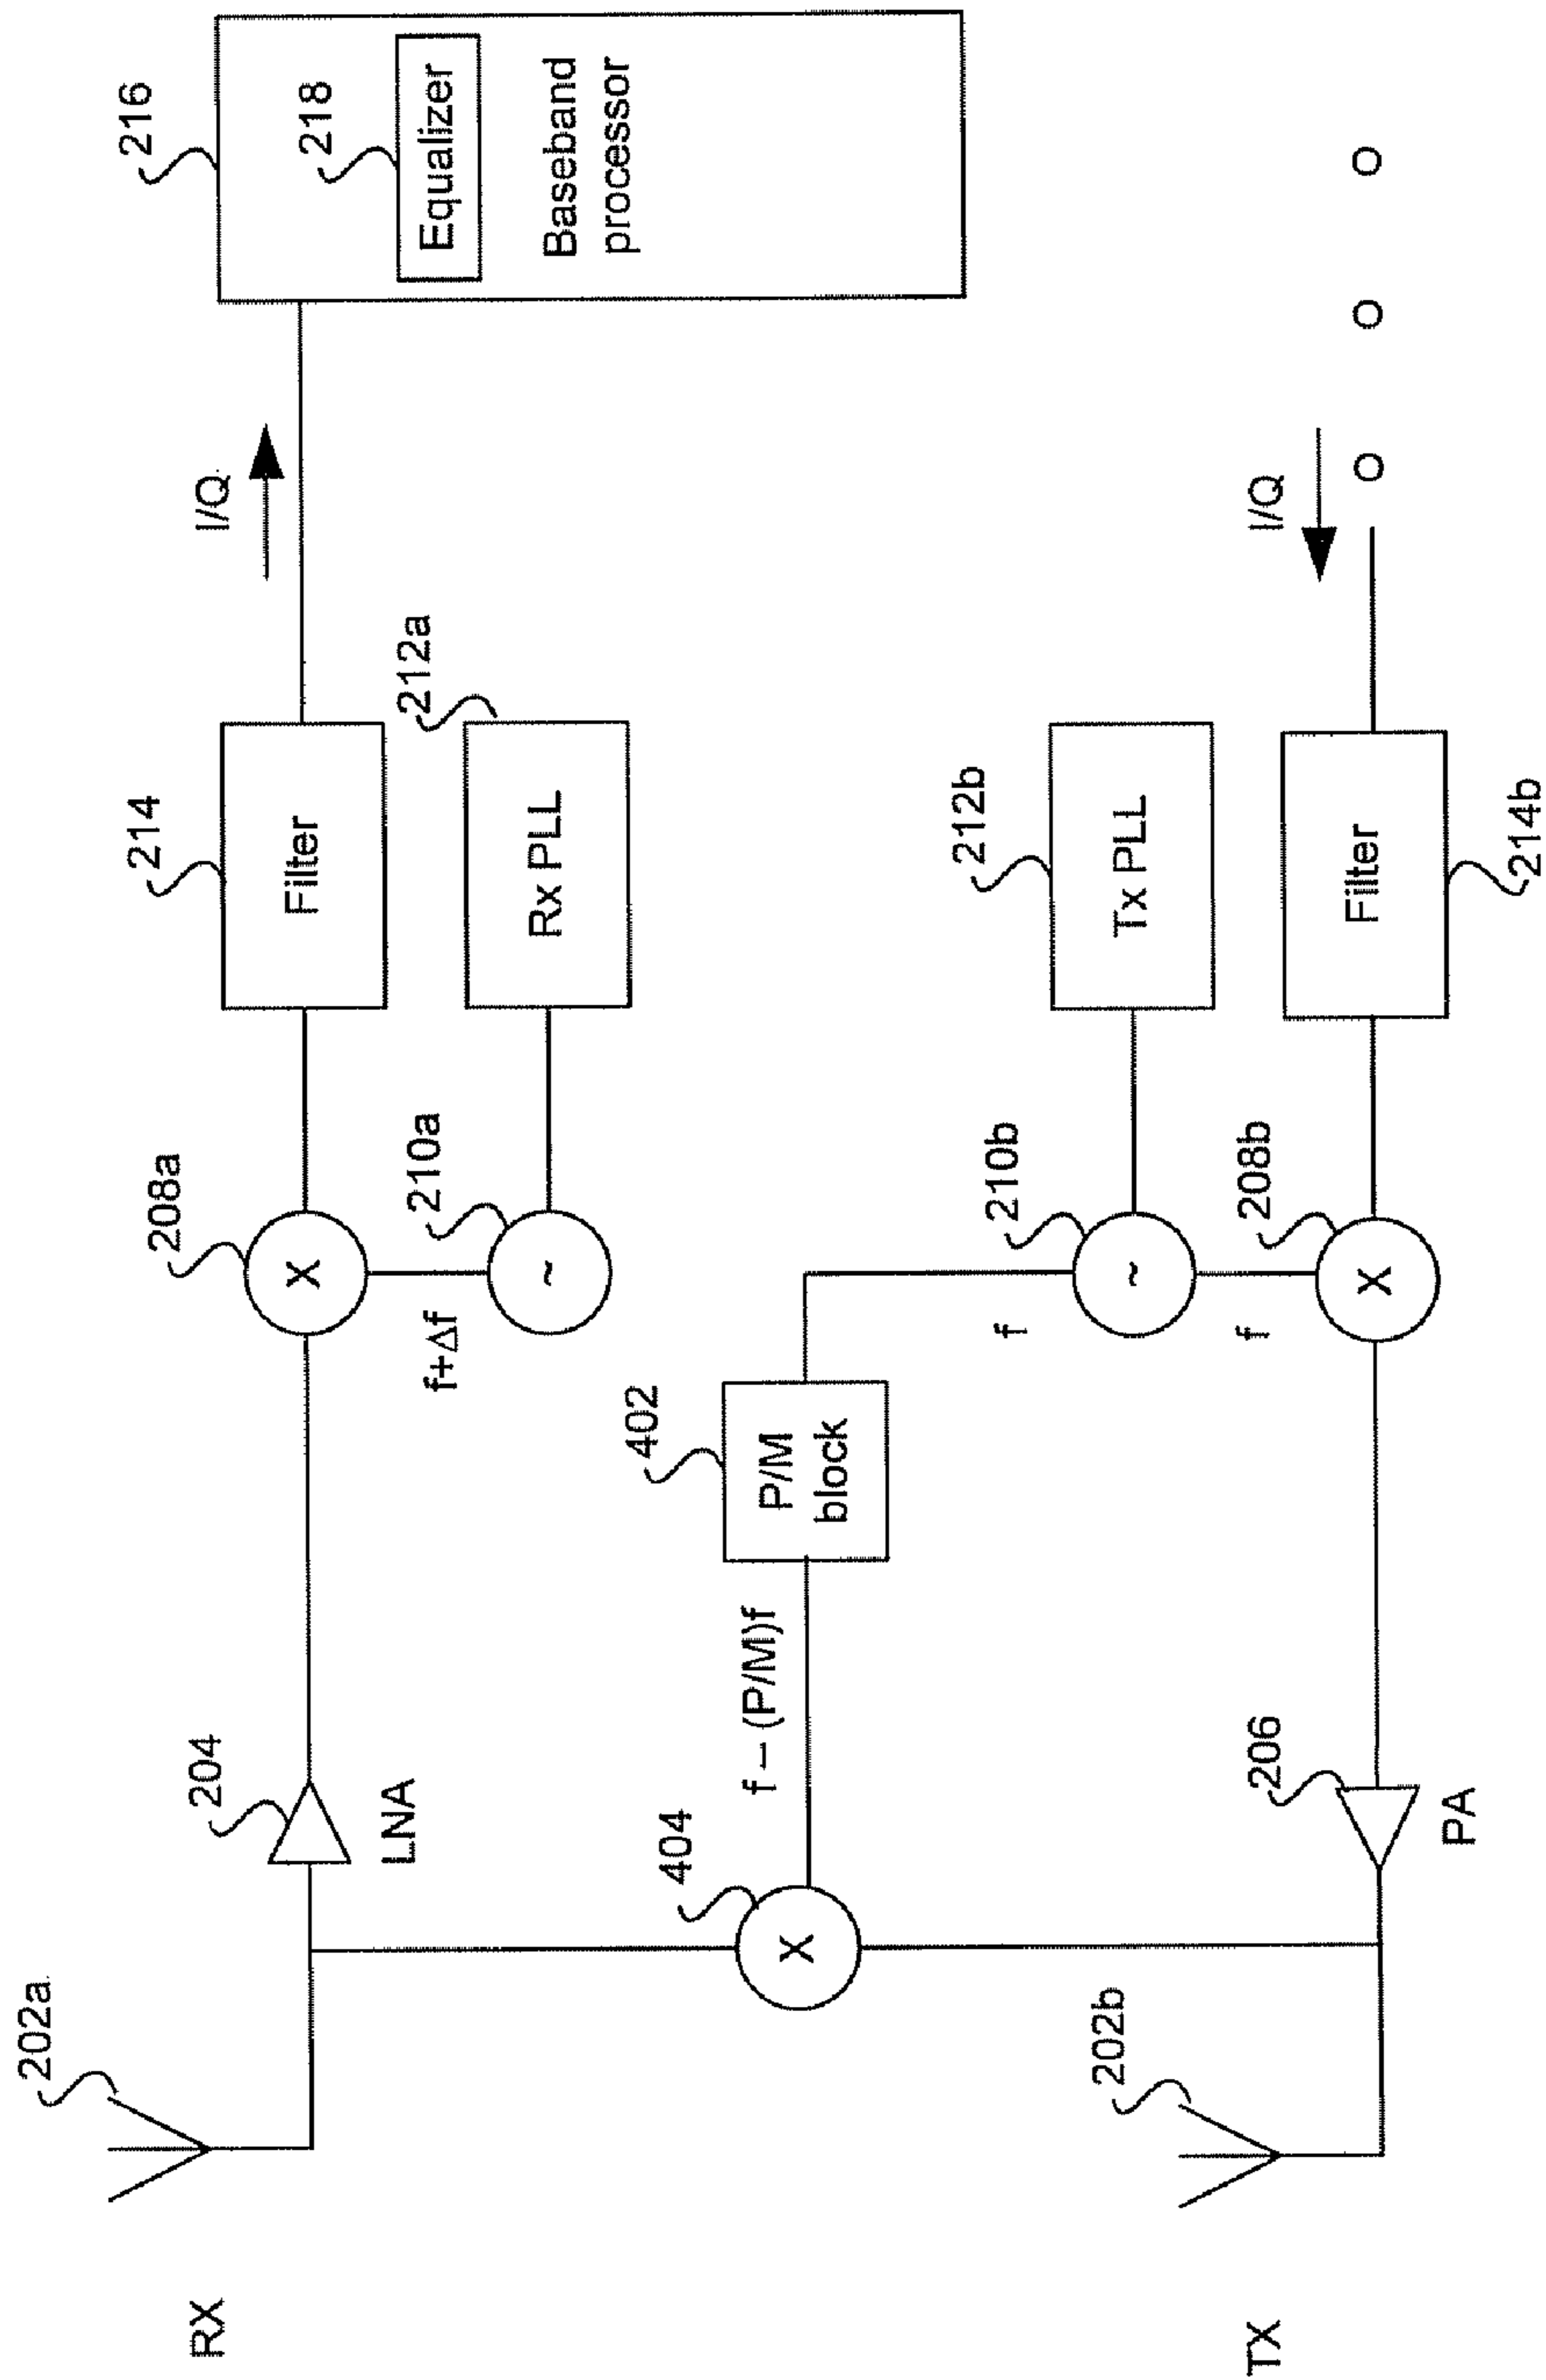 RX
202a
204
LNA
208a
f+Δf
210a
214
Filter
212a
Rx PLL
I/Q
216
218
Equalizer
Baseband
processor
404
X
f – (P/M)f
402
P/M
block
X
~
TX
202b
206
PA
f
210b
~
f
208b
X
212b
Tx PLL
Filter
214b
I/Q